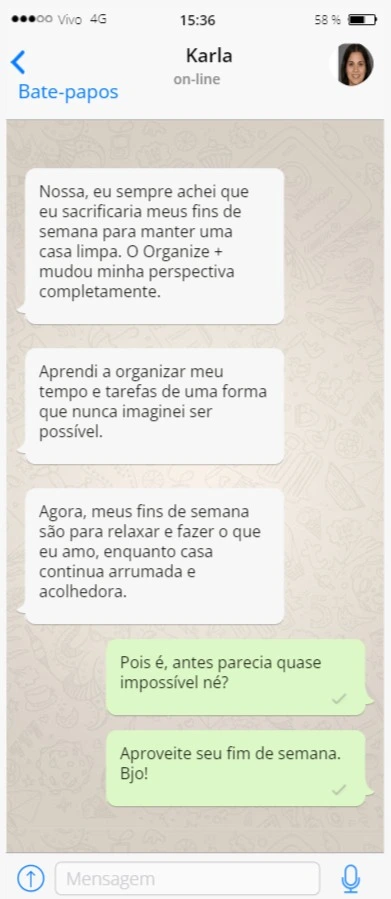 Vivo 4G 15:36 58 %
Karla
on-line
Bate-papos
Nossa, eu sempre achei que
eu sacrificaria meus fins de
semana para manter uma
casa limpa. O Organize +
mudou minha perspectiva
completamente.
Aprendi a organizar meu
tempo e tarefas de uma forma
que nunca imaginei ser
possível.
Agora, meus fins de semana
são para relaxar e fazer o que
eu amo, enquanto casa
continua arrumada e
acolhedora.
Pois é, antes parecia quase
impossível né?
Aproveite seu fim de semana.
Bjo!
Mensagem